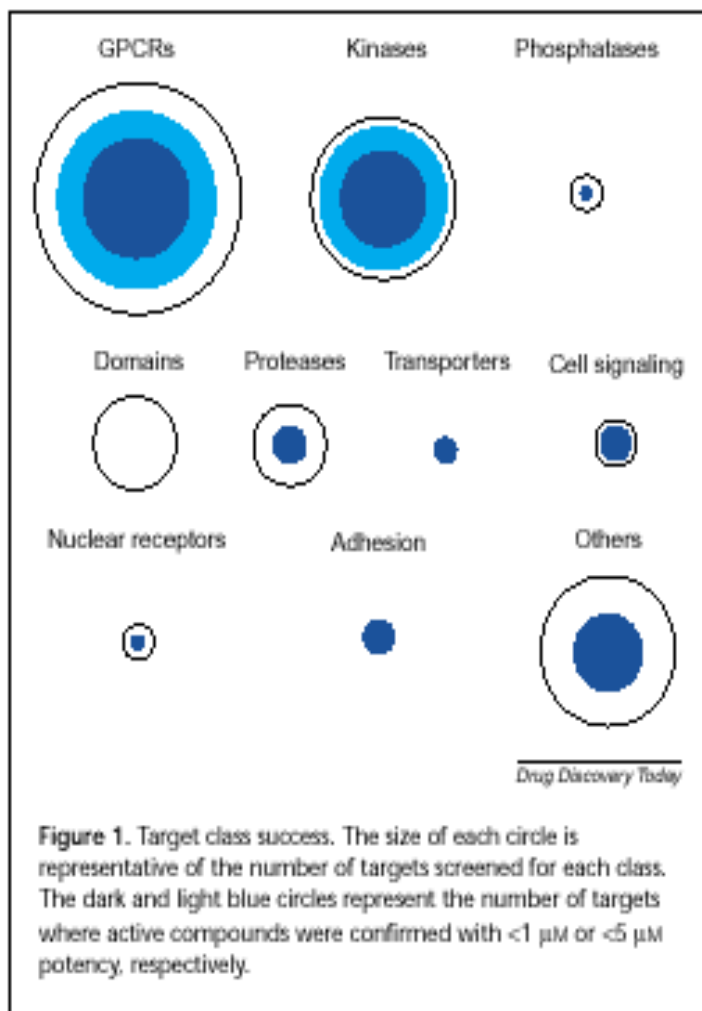 GPCRs Kinases Phosphatases
Domains Proteases Transporters Cell signaling
Nuclear receptors Adhesion Others
Drug Discovery Today
Figure 1. Target class success. The size of each circle is
representative of the number of targets screened for each class.
The dark and light blue circles represent the number of targets
where active compounds were confirmed with <1 μM or <5 μM
potency, respectively.